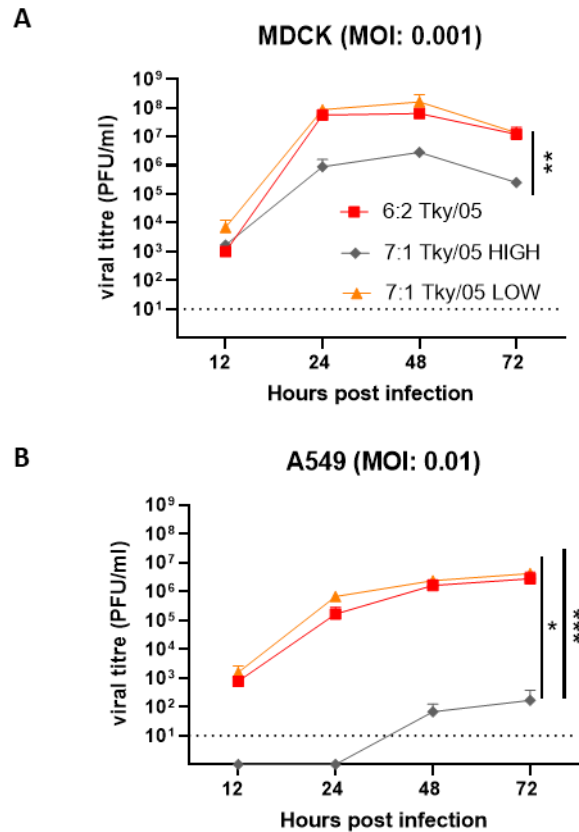 A
MDCK (MOI: 0.001)
viral titre (PFU/ml)
10⁹
10⁸
10⁷
10⁶
10⁵
10⁴
10³
10²
10¹
6:2 Tky/05
7:1 Tky/05 HIGH
7:1 Tky/05 LOW
**
12 24 48 72
Hours post infection
B
A549 (MOI: 0.01)
viral titre (PFU/ml)
10⁹
10⁸
10⁷
10⁶
10⁵
10⁴
10³
10²
10¹
*
***
12 24 48 72
Hours post infection